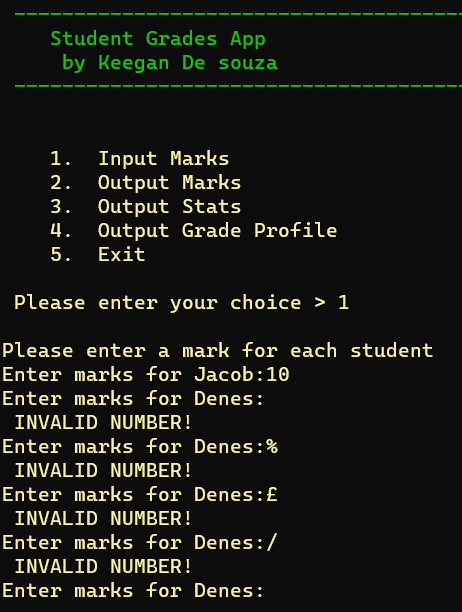 Student Grades App
by Keegan De souza
1. Input Marks
2. Output Marks
3. Output Stats
4. Output Grade Profile
5. Exit
Please enter your choice > 1
Please enter a mark for each student
Enter marks for Jacob:10
Enter marks for Denes:
INVALID NUMBER!
Enter marks for Denes:%
INVALID NUMBER!
Enter marks for Denes:£
INVALID NUMBER!
Enter marks for Denes:/
INVALID NUMBER!
Enter marks for Denes: